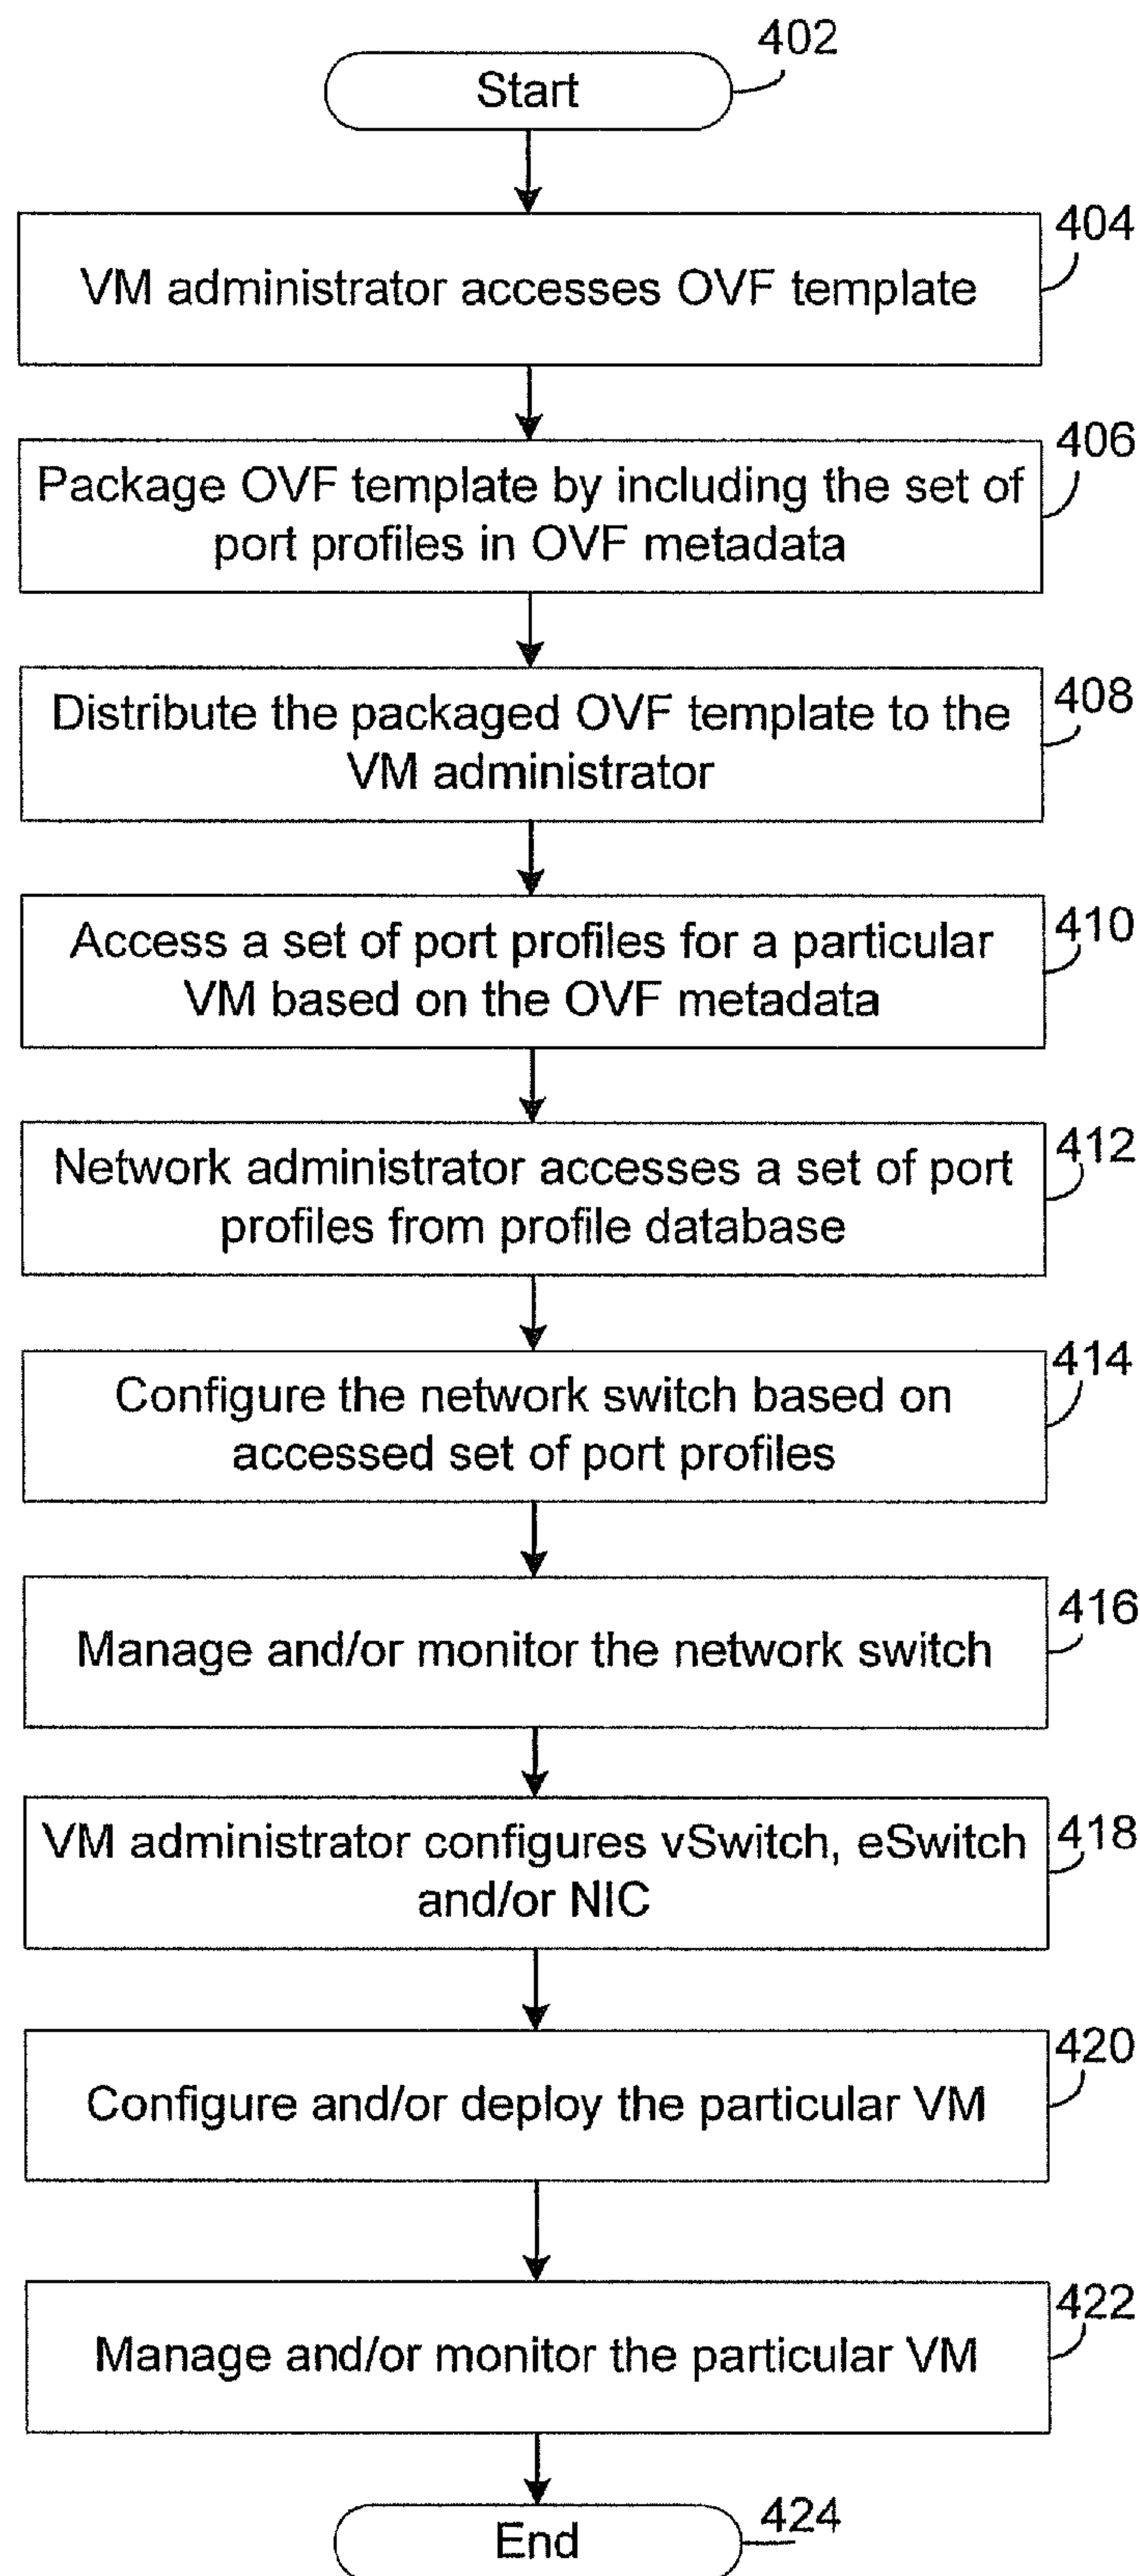 402
Start
404
VM administrator accesses OVF template
406
Package OVF template by including the set of
port profiles in OVF metadata
408
Distribute the packaged OVF template to the
VM administrator
410
Access a set of port profiles for a particular
VM based on the OVF metadata
412
Network administrator accesses a set of port
profiles from profile database
414
Configure the network switch based on
accessed set of port profiles
416
Manage and/or monitor the network switch
418
VM administrator configures vSwitch, eSwitch
and/or NIC
420
Configure and/or deploy the particular VM
422
Manage and/or monitor the particular VM
424
End